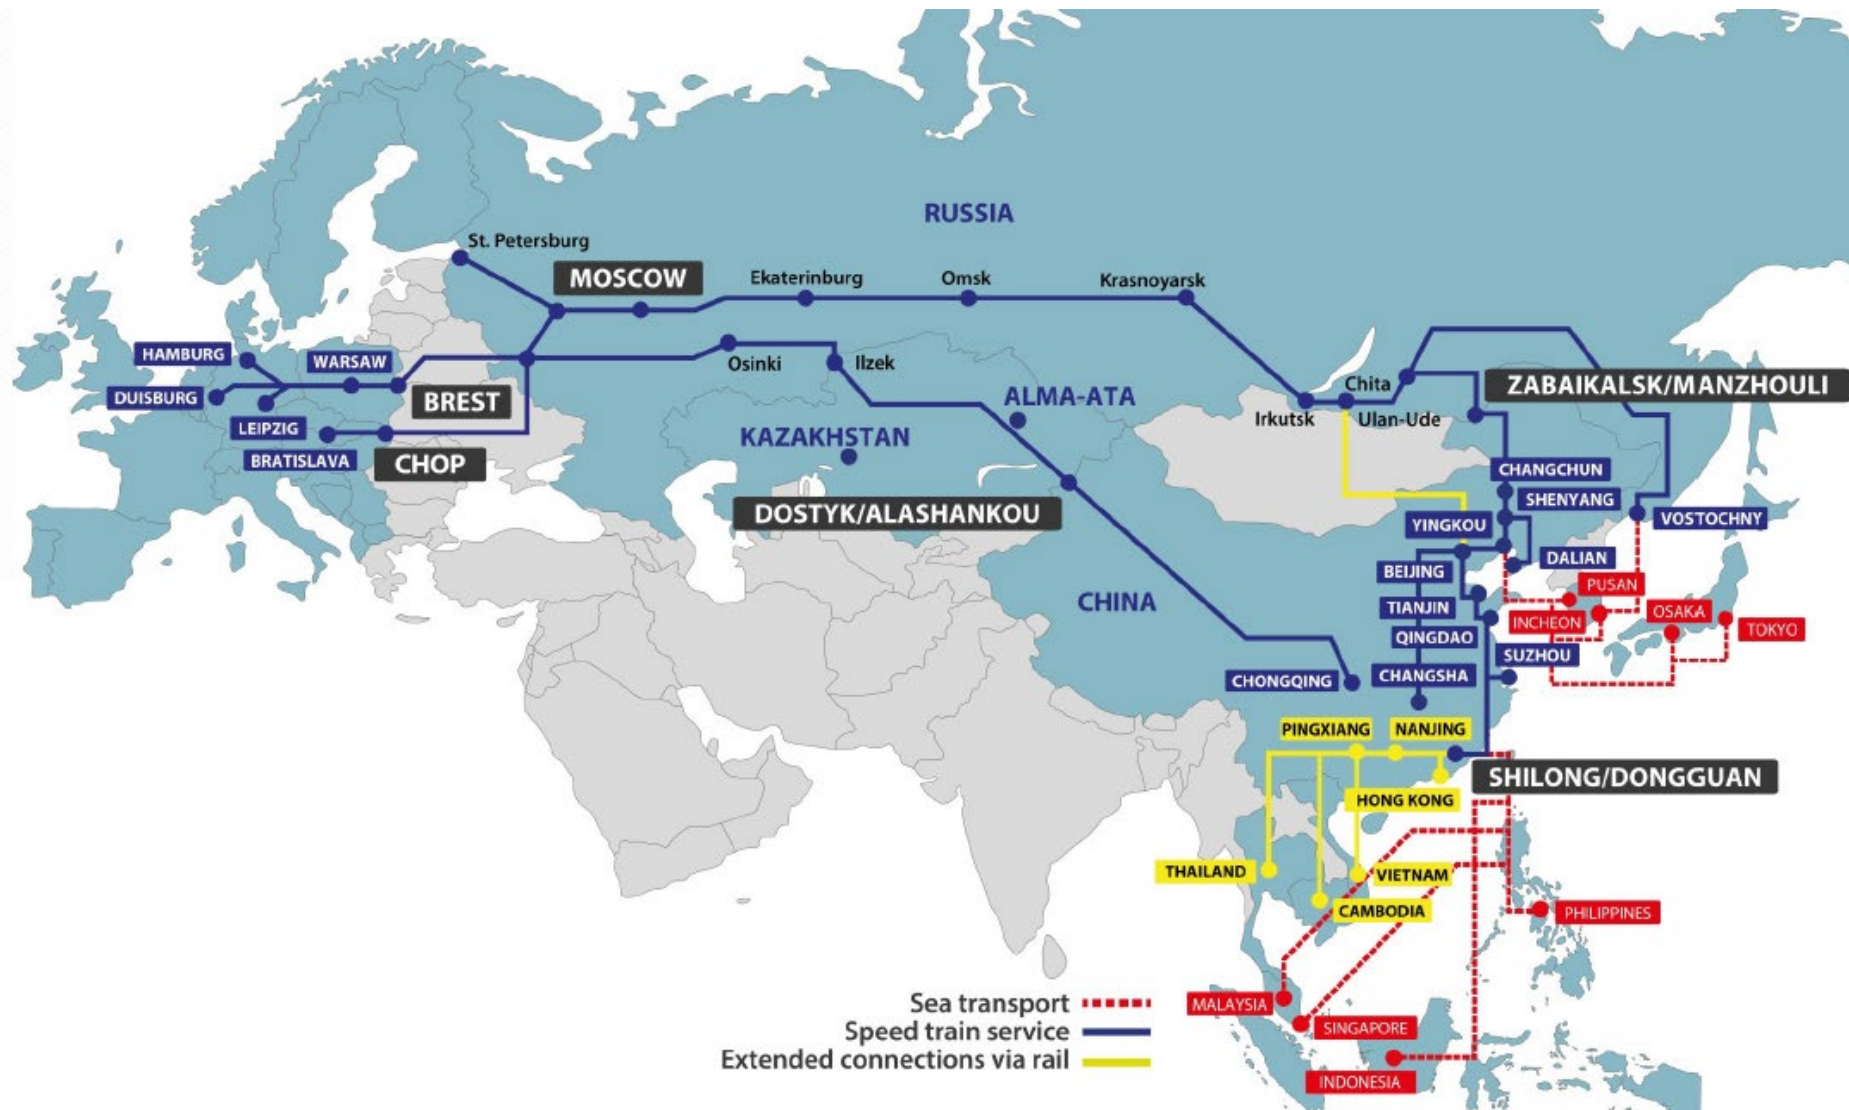 RUSSIA
St. Petersburg
MOSCOW
Ekaterinburg
Omsk
Krasnoyarsk
HAMBURG
WARSAW
DUISBURG
BREST
LEIPZIG
BRATISLAVA
CHOP
Osinki
Ilzek
ALMA-ATA
KAZAKHSTAN
DOSTYK/ALASHANKOU
Irkutsk
Chita
Ulan-Ude
ZABAIKALSK/MANZHOULI
CHANGCHUN
SHENYANG
YINGKOU
VOSTOCHNY
DALIAN
BEIJING
PUSAN
CHINA
TIANJIN
INCHEON
OSAKA
TOKYO
QINGDAO
SUZHOU
CHONGQING
CHANGSHA
PINGXIANG
NANJING
SHILONG/DONGGUAN
HONG KONG
THAILAND
VIETNAM
CAMBODIA
PHILIPPINES
MALAYSIA
SINGAPORE
INDONESIA
Sea transport
Speed train service
Extended connections via rail